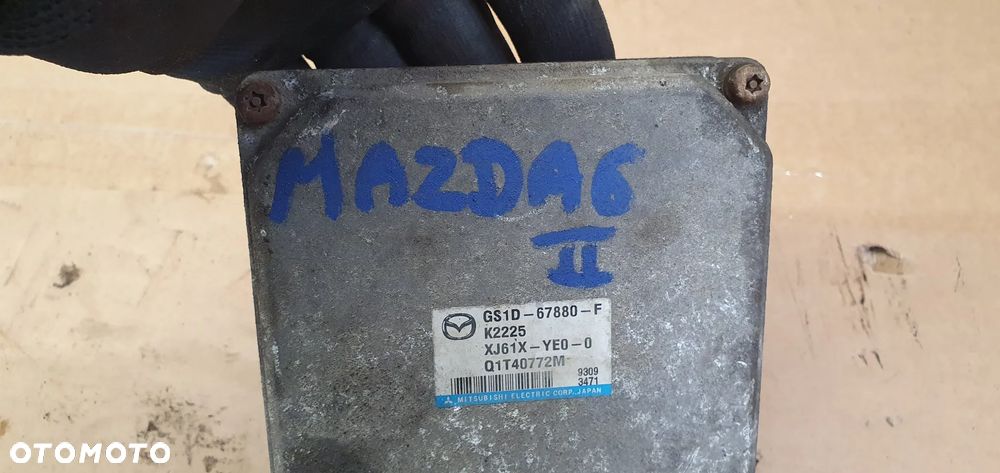 MAZDA6
II
GS1D-67880-F
K2225
XJ61X-YE0-0
Q1T40772M
9309
3471
MITSUBISHI ELECTRIC CORP. JAPAN
OTOMOTO